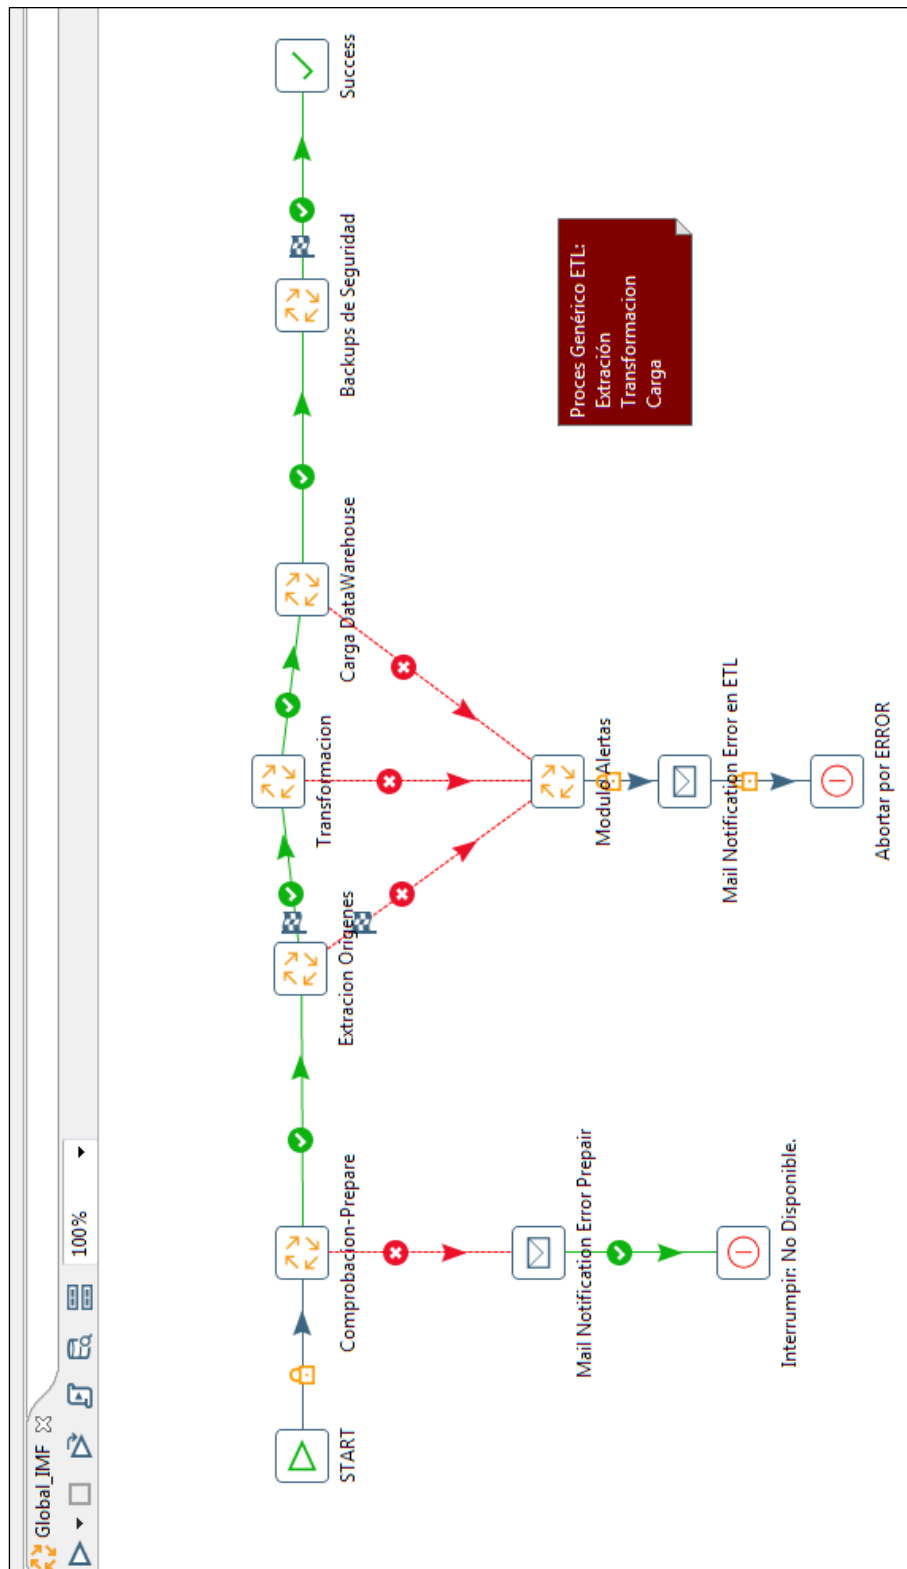 Global_IMF
100%
START
Comprobacion-Prepare
Extracion Origenes
Transformacion
Carga DataWarehouse
Backups de Seguridad
Success
Mail Notification Error Prepair
Interrumpir: No Disponible.
Modulo Alertas
Mail Notification Error en ETL
Abortar por ERROR
Proces Genérico ETL:
Extración
Transformacion
Carga